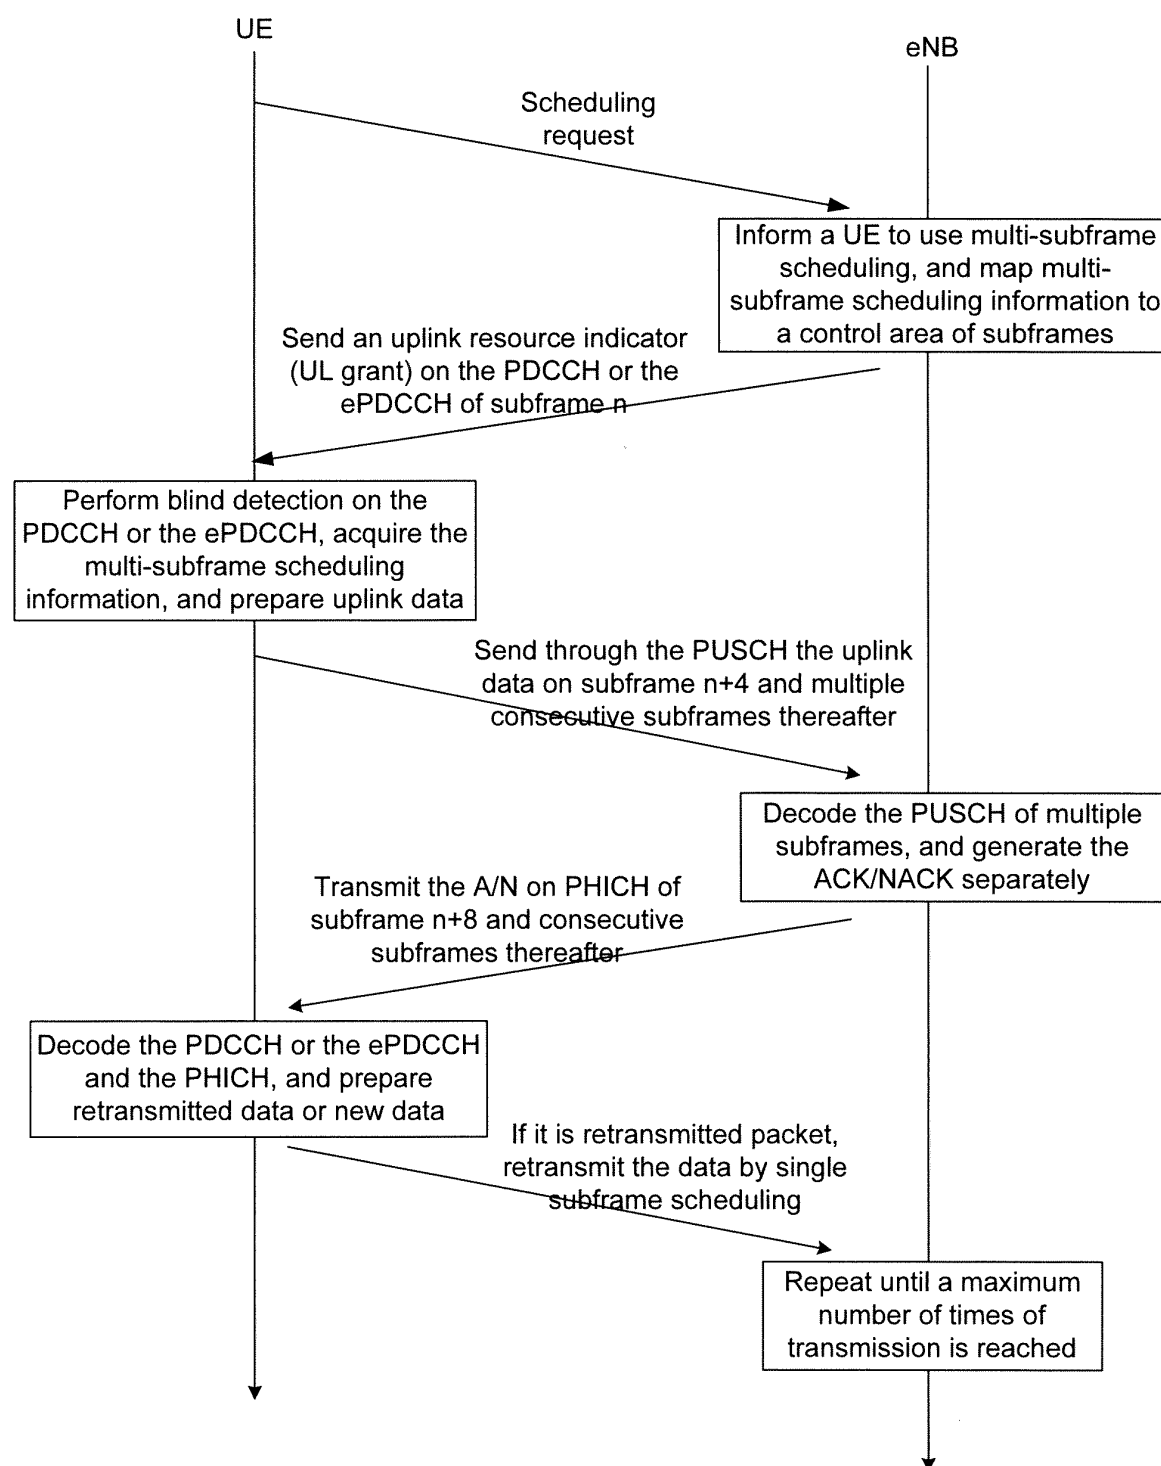 UE
eNB
Scheduling
request
Inform a UE to use multi-subframe
scheduling, and map multi-
subframe scheduling information to
a control area of subframes
Send an uplink resource indicator
(UL grant) on the PDCCH or the
ePDCCH of subframe n
Perform blind detection on the
PDCCH or the ePDCCH, acquire the
multi-subframe scheduling
information, and prepare uplink data
Send through the PUSCH the uplink
data on subframe n+4 and multiple
consecutive subframes thereafter
Decode the PUSCH of multiple
subframes, and generate the
ACK/NACK separately
Transmit the A/N on PHICH of
subframe n+8 and consecutive
subframes thereafter
Decode the PDCCH or the ePDCCH
and the PHICH, and prepare
retransmitted data or new data
If it is retransmitted packet,
retransmit the data by single
subframe scheduling
Repeat until a maximum
number of times of
transmission is reached